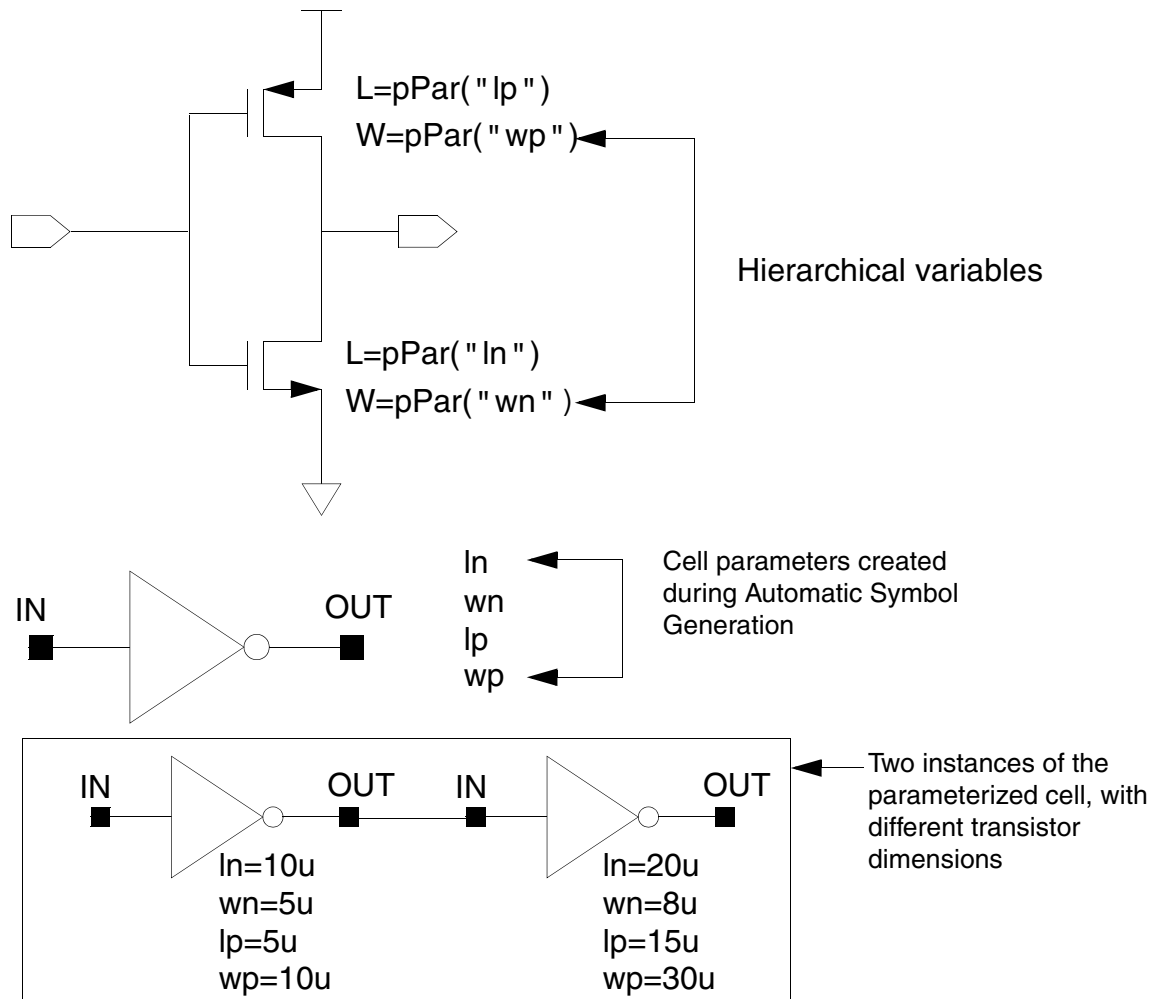 L=pPar("lp")
W=pPar("wp")
Hierarchical variables
L=pPar("ln")
W=pPar("wn")
IN
OUT
ln
wn
lp
wp
Cell parameters created
during Automatic Symbol
Generation
IN
OUT
IN
OUT
ln=10u
wn=5u
lp=5u
wp=10u
ln=20u
wn=8u
lp=15u
wp=30u
Two instances of the
parameterized cell, with
different transistor
dimensions